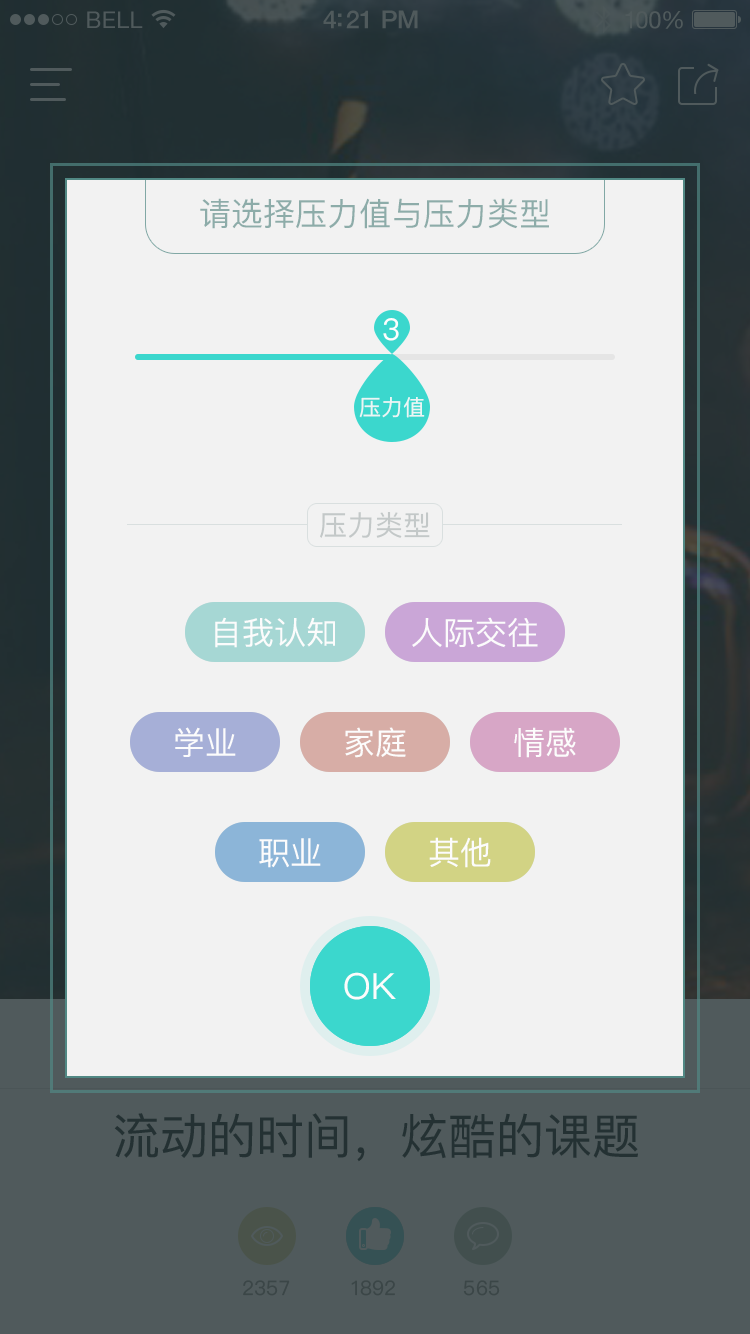 BELL 4:21 PM 100%
请选择压力值与压力类型
3
压力值
压力类型
自我认知 人际交往
学业 家庭 情感
职业 其他
OK
流动的时间，炫酷的课题
2357 1892 565